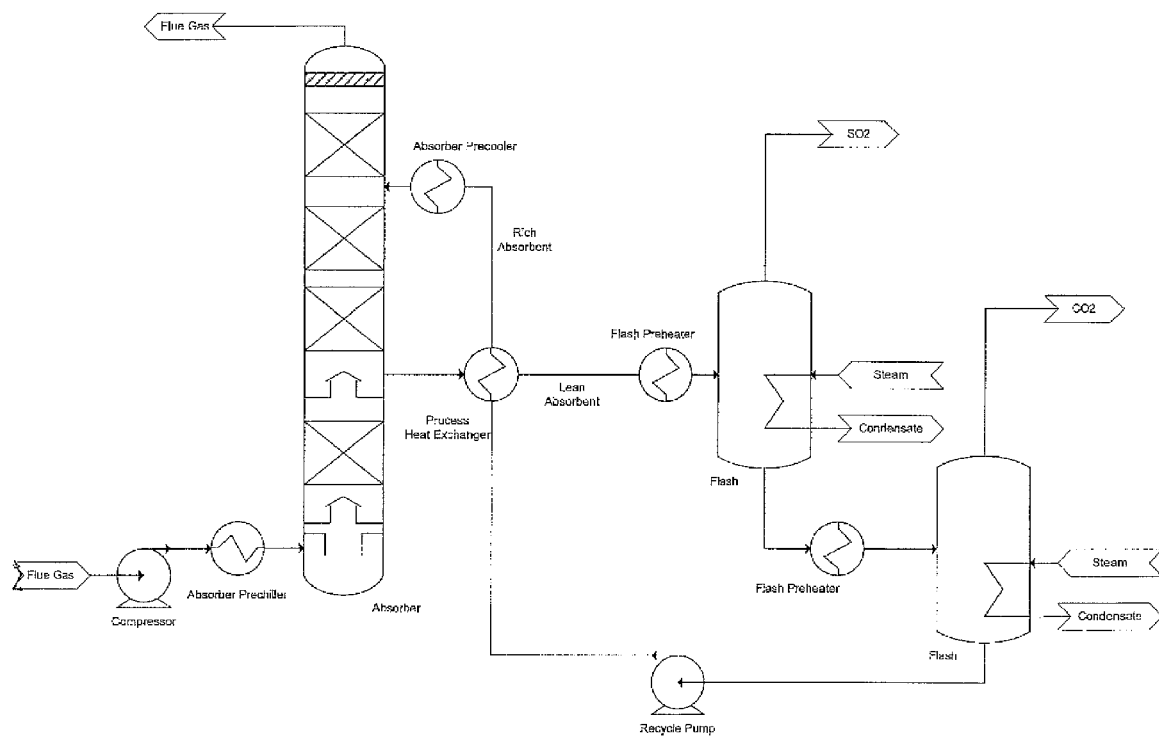 Flue Gas
SO2
Absorber Precooler
Rich
Absorbent
CO2
Flash Preheater
Steam
Lean
Absorbent
Process
Heat Exchanger
Condensate
Flash
Flue Gas
Absorber Prechiller
Compressor
Absorber
Flash Preheater
Steam
Condensate
Flash
Recycle Pump